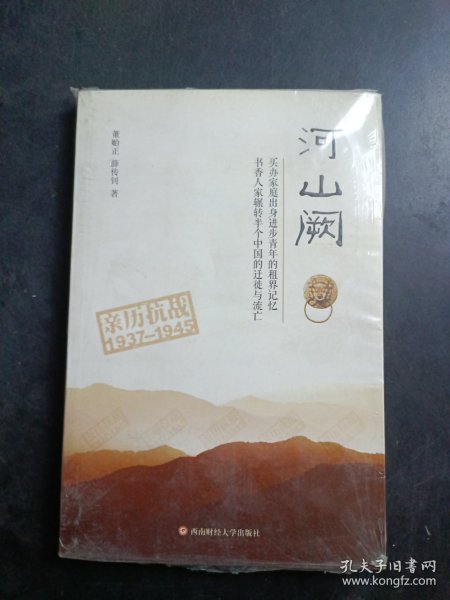 河山阙
买办家庭出身进步青年的租界记忆
书香人家辗转半个中国的迁徙与流亡
董贻正 薛传钊 著
亲历抗战
1937-1945
西南财经大学出版社
孔夫子旧书网
www.kongfz.com